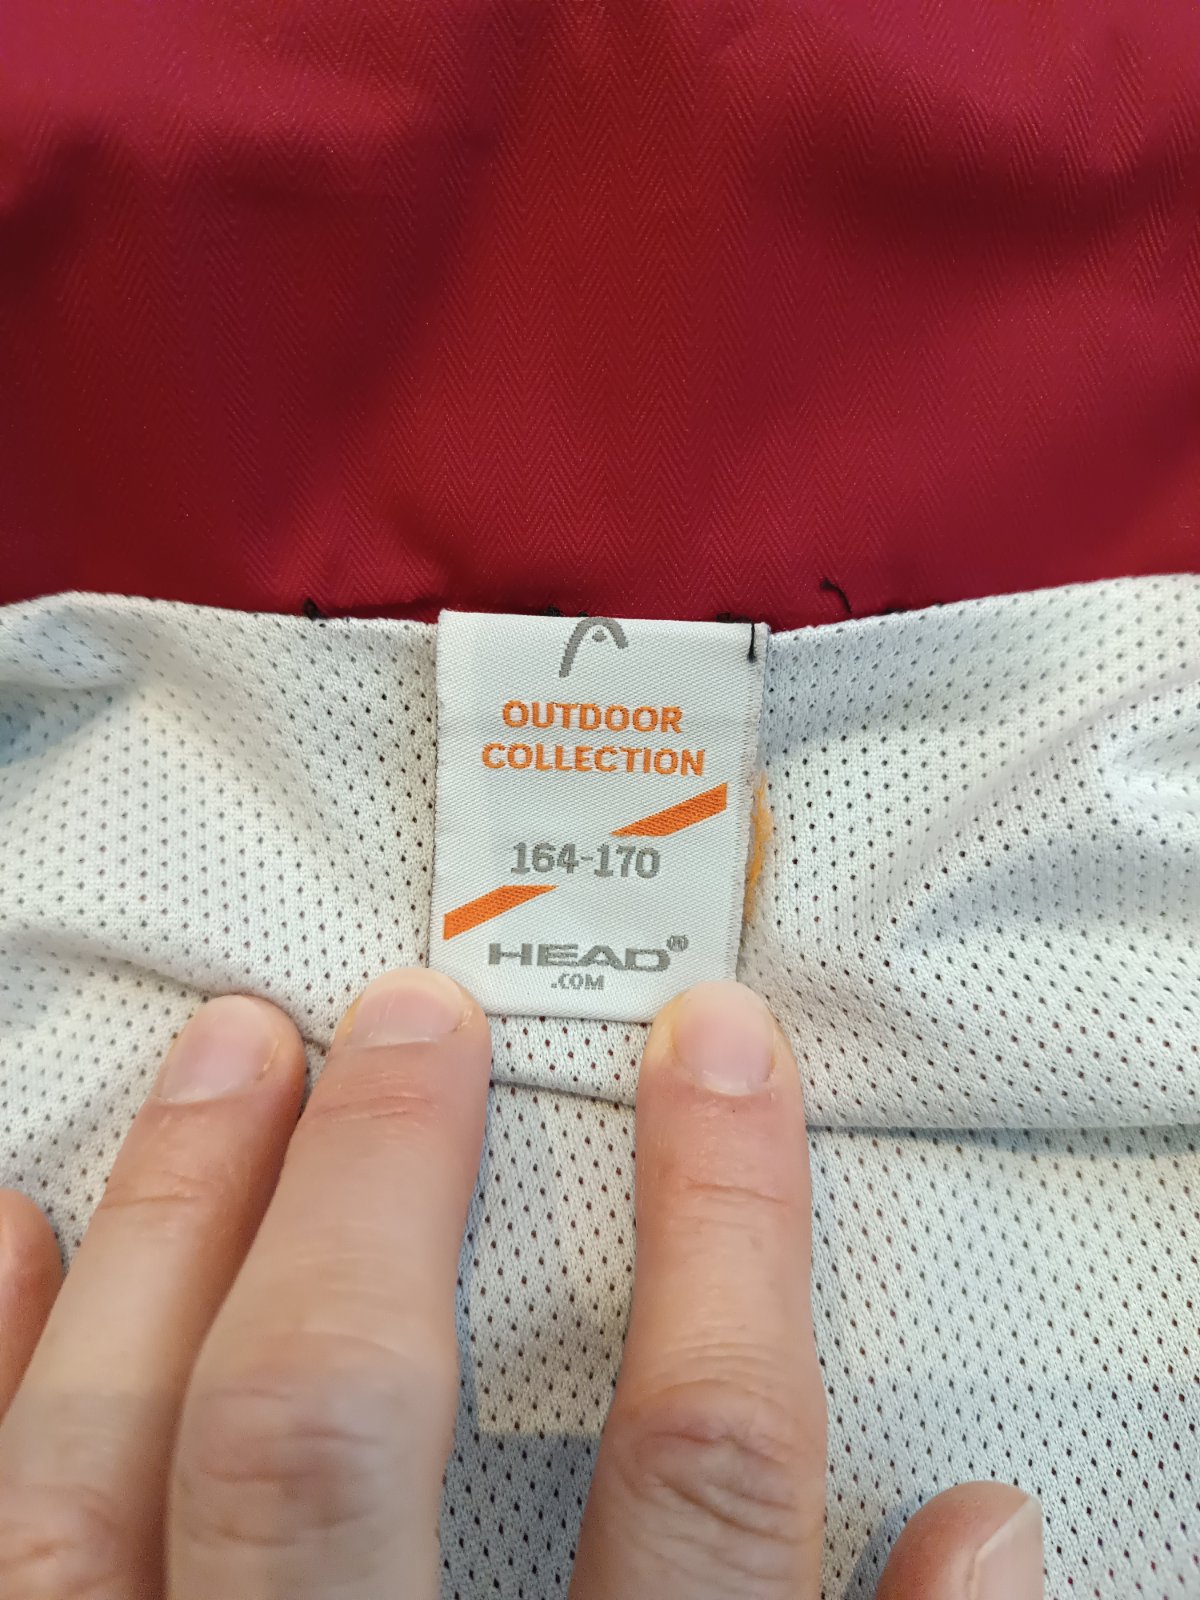 OUTDOOR
COLLECTION
164-170
HEAD®
.COM